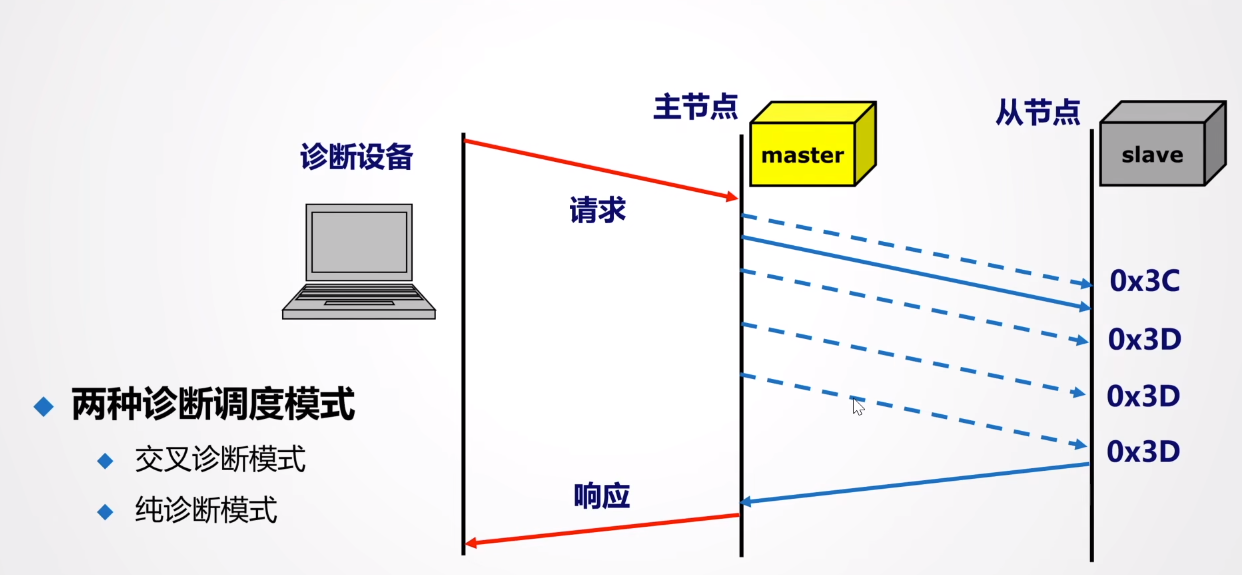 主节点
从节点
master
slave
诊断设备
请求
0x3C
0x3D
0x3D
0x3D
两种诊断调度模式
交叉诊断模式
纯诊断模式
响应